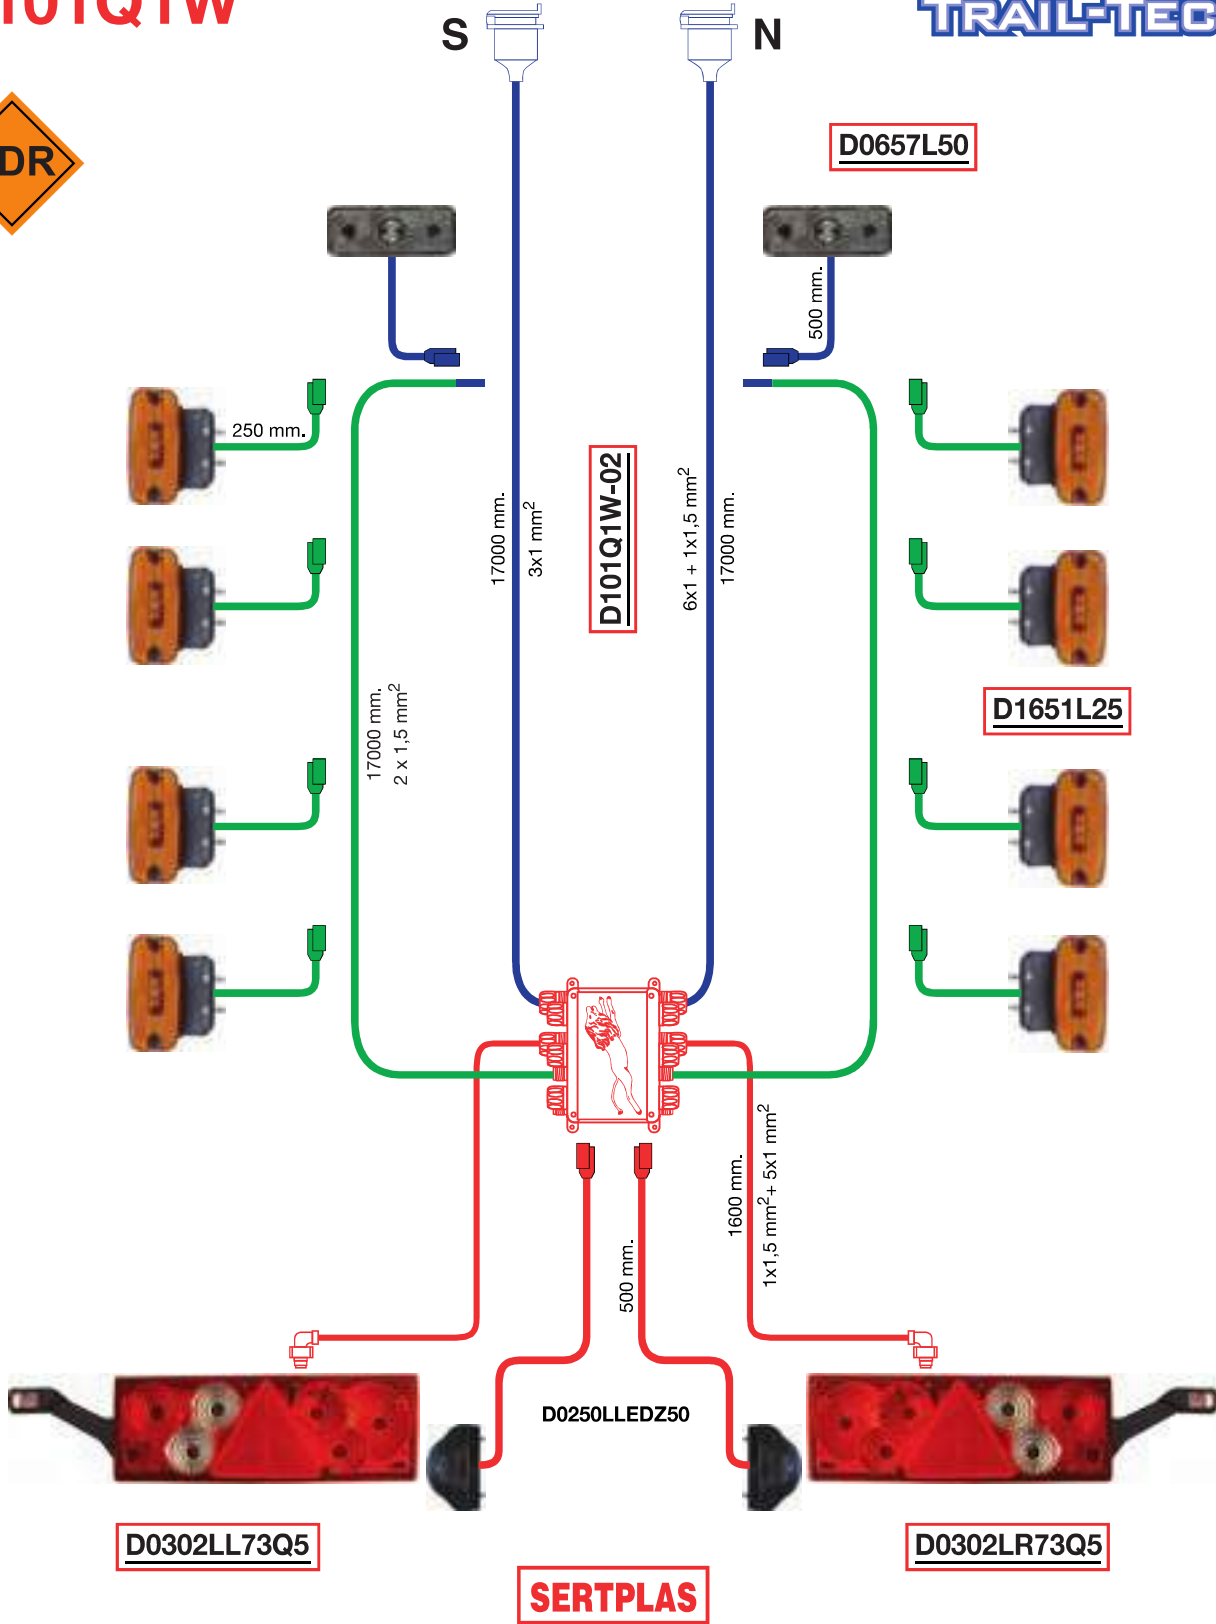 101Q1W
TRAIL-TEC
S
N
DR
D0657L50
500 mm.
250 mm.
D101Q1W-02
17000 mm.
3x1 mm²
6x1 + 1x1,5 mm²
17000 mm.
17000 mm.
2 x 1,5 mm²
D1651L25
1600 mm.
1x1,5 mm²+ 5x1 mm²
500 mm.
D0250LLEDZ50
D0302LL73Q5
D0302LR73Q5
SERTPLAS